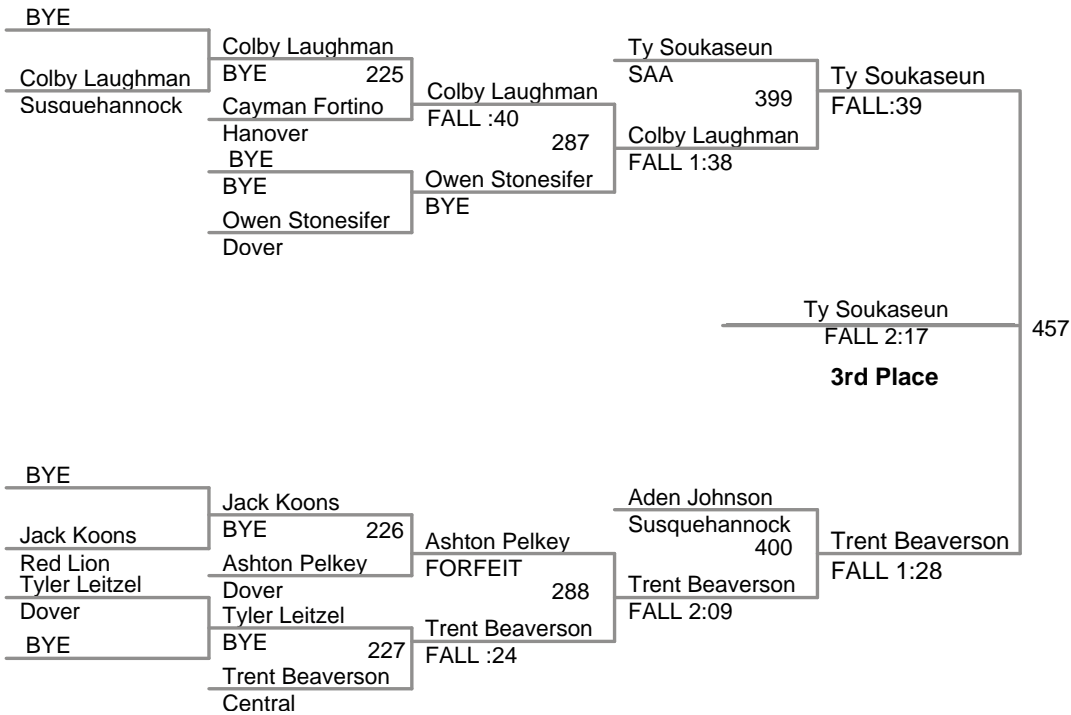 BYE
Colby Laughman
Susquehannock
Colby Laughman
BYE 225
Cayman Fortino
Hanover
BYE
BYE
Owen Stonesifer
Dover
Colby Laughman
FALL :40
287
Owen Stonesifer
BYE
Ty Soukaseun
SAA
399
Colby Laughman
FALL 1:38
Ty Soukaseun
FALL:39
Ty Soukaseun
457
FALL 2:17
3rd Place
BYE
Jack Koons
Red Lion
Tyler Leitzel
Dover
BYE
Jack Koons
BYE 226
Ashton Pelkey
Dover
Tyler Leitzel
BYE 227
Trent Beaverson
Central
Ashton Pelkey
FORFEIT
288
Trent Beaverson
FALL :24
Aden Johnson
Susquehannock
400
Trent Beaverson
FALL 2:09
Trent Beaverson
FALL 1:28